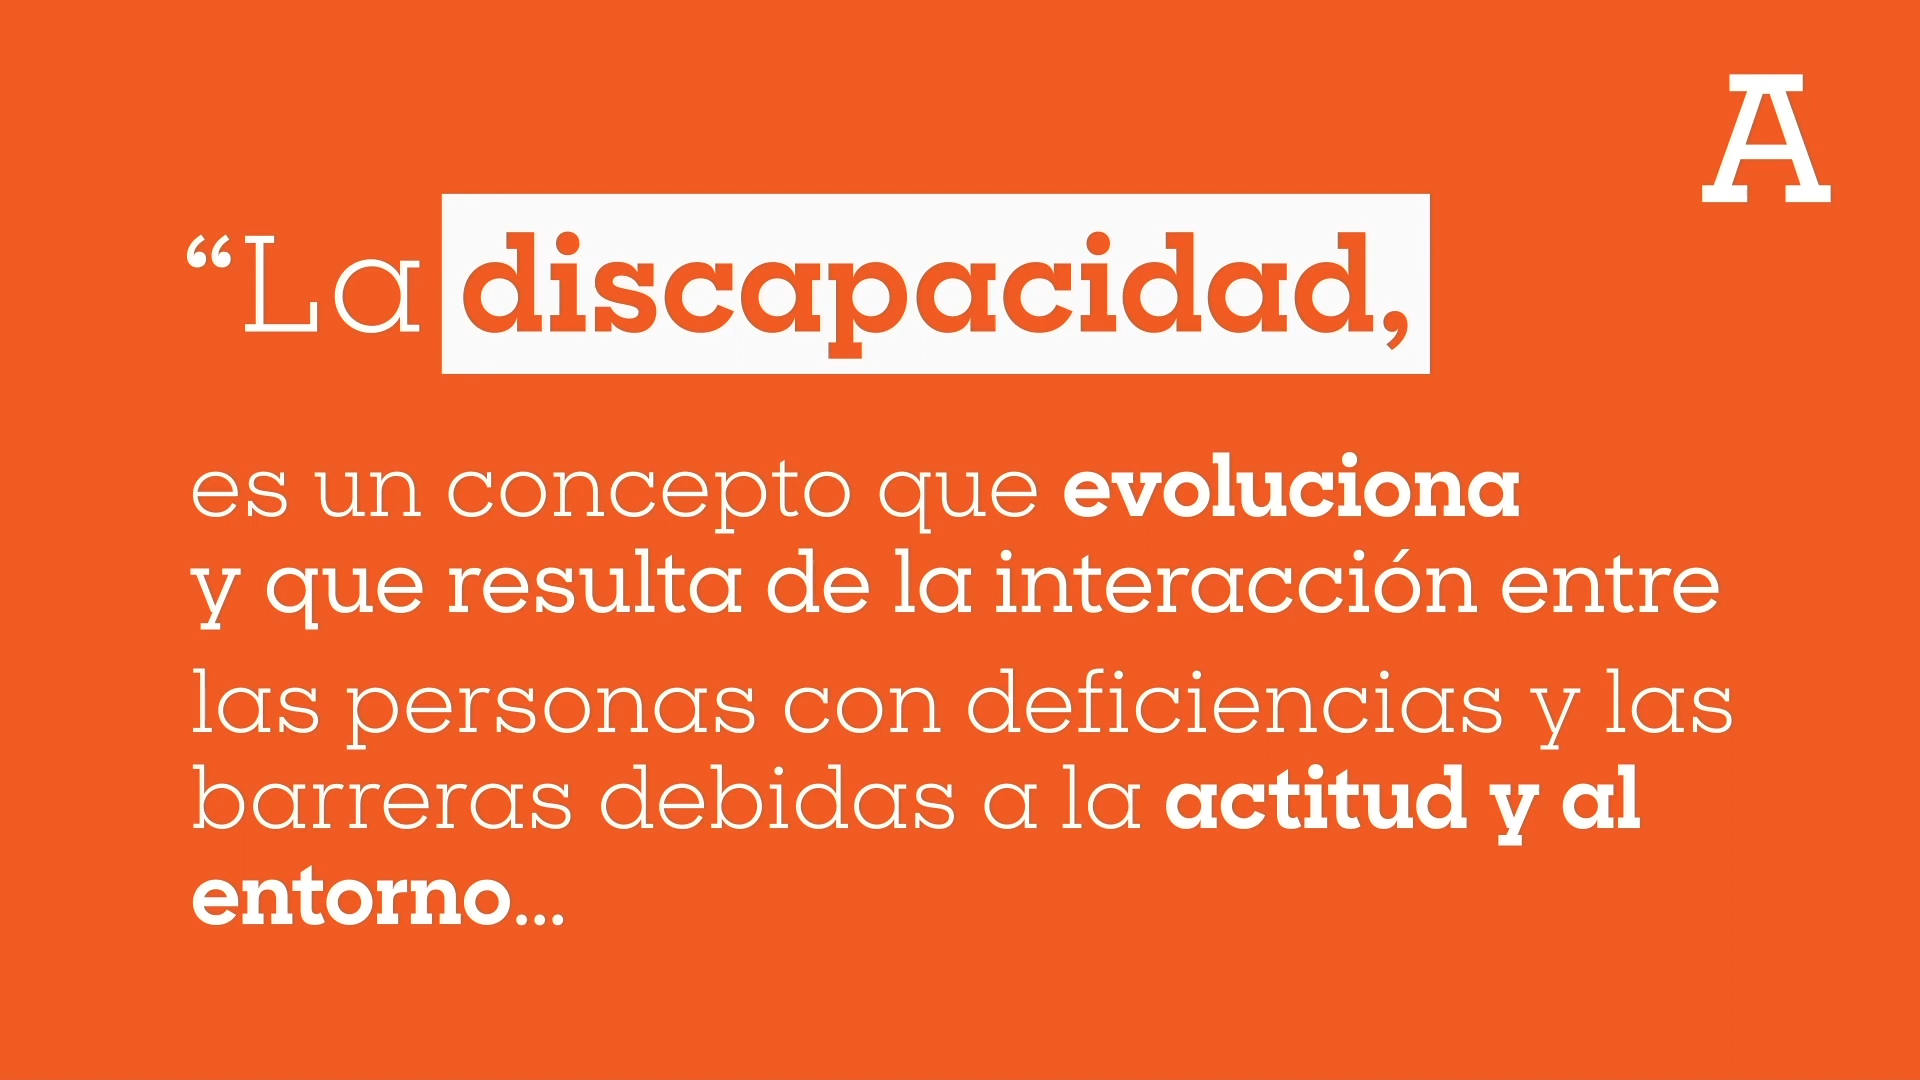 A
“La discapacidad,
es un concepto que evoluciona
y que resulta de la interacción entre
las personas con deficiencias y las
barreras debidas a la actitud y al
entorno...